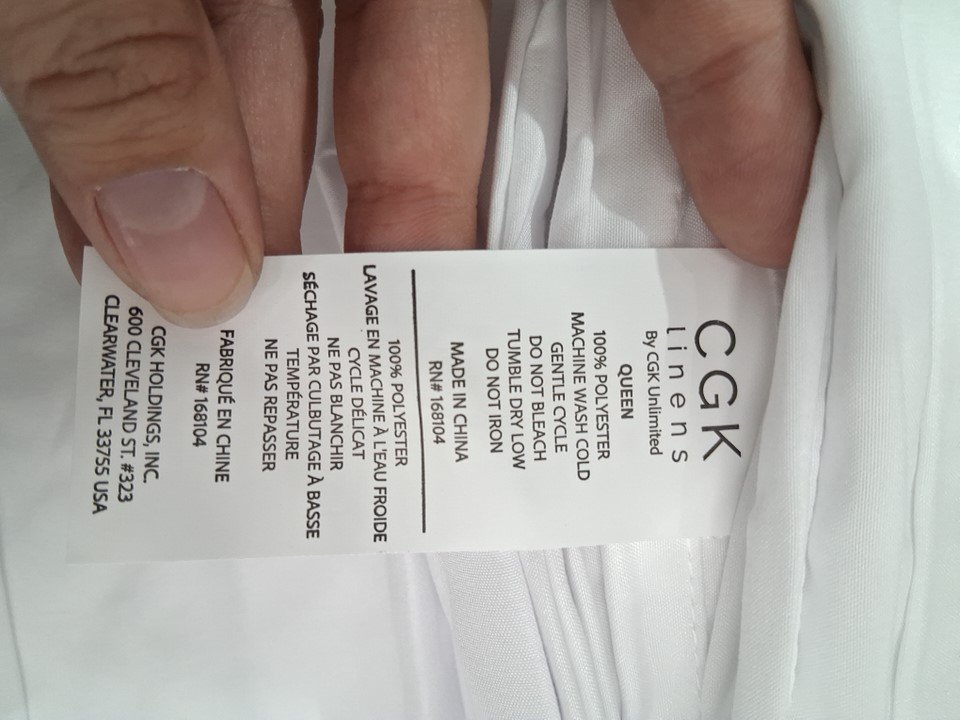 CGK
linens
By CGK Unlimited
QUEEN
100% POLYESTER
MACHINE WASH COLD
GENTLE CYCLE
DO NOT BLEACH
TUMBLE DRY LOW
DO NOT IRON
MADE IN CHINA
RN# 168104
100% POLYESTER
LAVAGE EN MACHINE À L'EAU FROIDE
CYCLE DÉLICAT
NE PAS BLANCHIR
SÉCHAGE PAR CULBUTAGE À BASSE
TEMPÉRATURE
NE PAS REPASSER
FABRIQUÉ EN CHINE
RN# 168104
CGK HOLDINGS, INC.
600 CLEVELAND ST. #323
CLEARWATER, FL 33755 USA